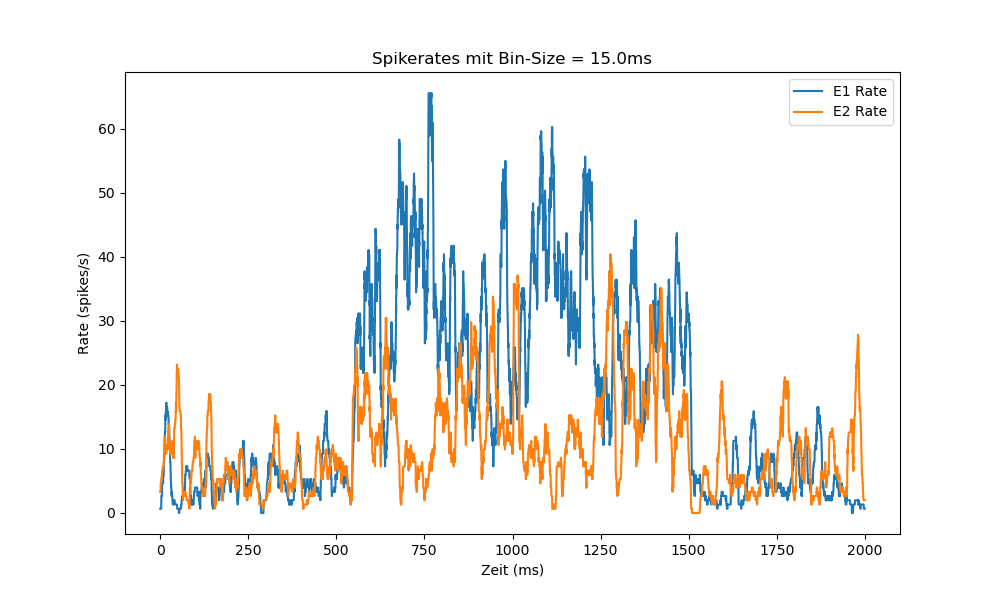 Spikerates mit Bin-Size = 15.0ms
E1 Rate
E2 Rate
60
50
40
30
20
10
0
Rate (spikes/s)
0 250 500 750 1000 1250 1500 1750 2000
Zeit (ms)